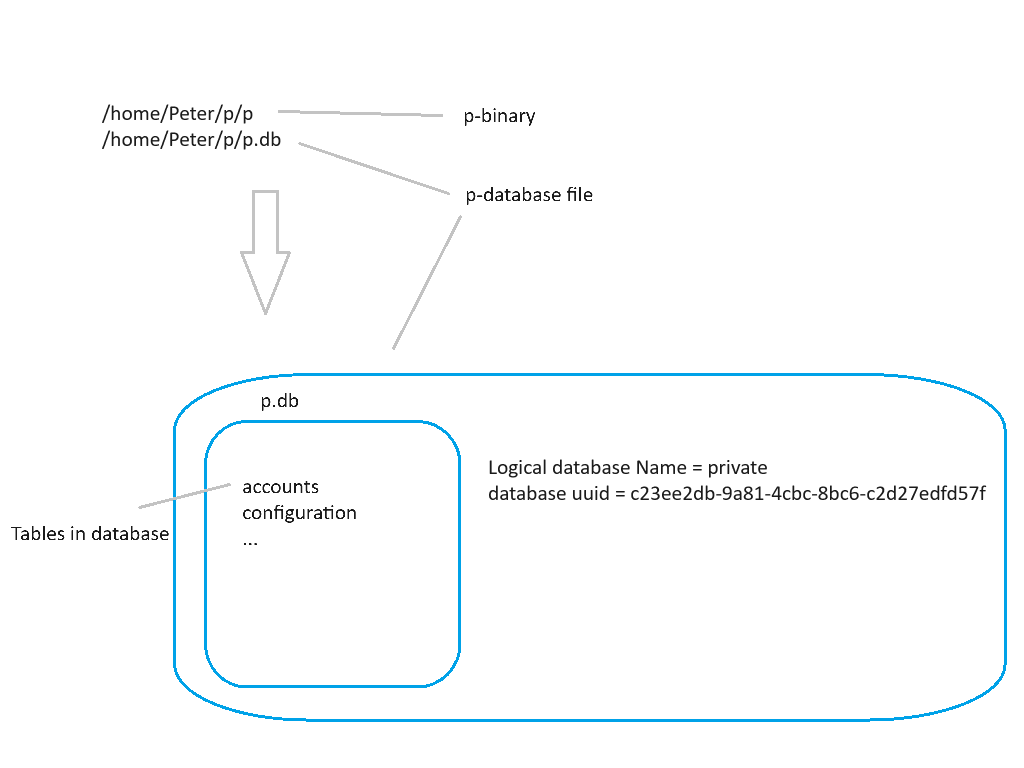 /home/Peter/p/p
p-binary
/home/Peter/p/p.db
p-database file
p.db
Logical database Name = private
database uuid = c23ee2db-9a81-4cbc-8bc6-c2d27edfd57f
accounts
configuration
...
Tables in database